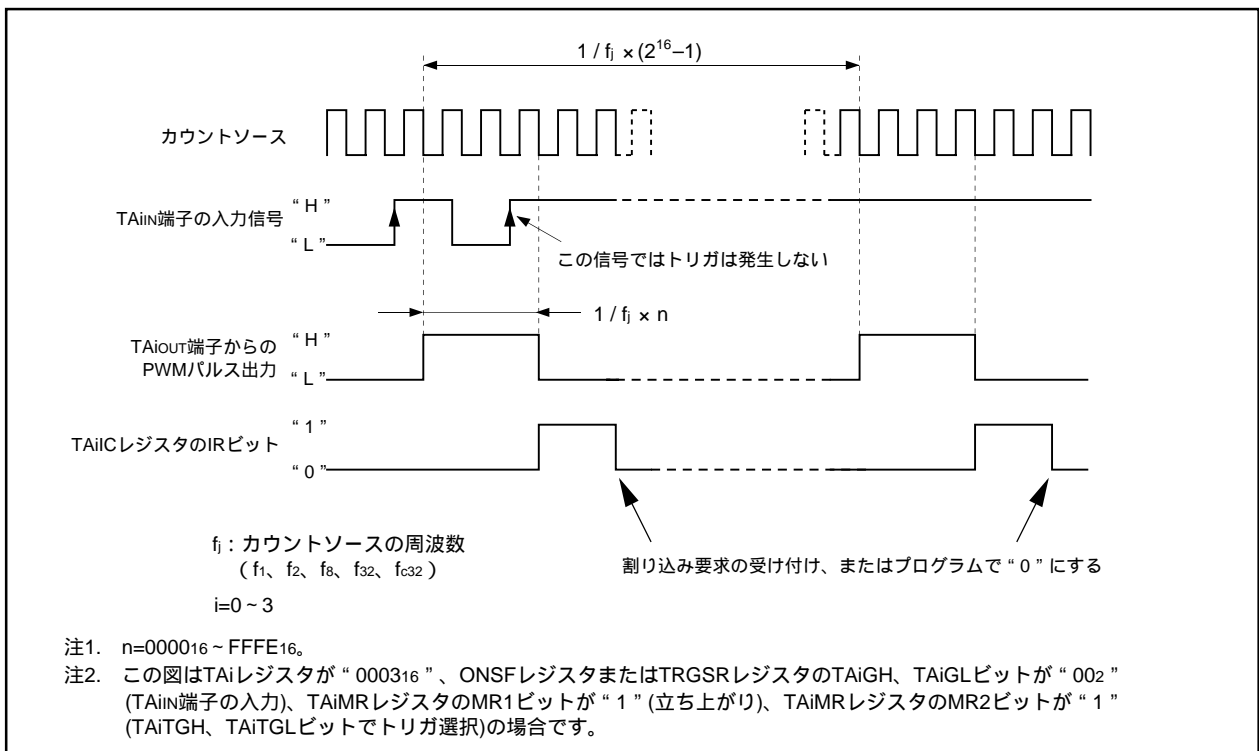 1 / fj × (2^16–1)
カウントソース
TAiIN端子の入力信号
“ H ”
“ L ”
この信号ではトリガは発生しない
1 / fj × n
TAiOUT端子からの
PWMパルス出力
“ H ”
“ L ”
TAiICレジスタのIRビット
“ 1 ”
“ 0 ”
fj : カウントソースの周波数
( f1、f2、f8、f32、fC32 )
i=0 ~ 3
割り込み要求の受け付け、またはプログラムで “ 0 ” にする
注1. n=000016 ~ FFFE16。
注2. この図はTAiレジスタが “ 000316 ” 、ONSFレジスタまたはTRGSRレジスタのTAiGH、TAiGLビットが “ 002 ”
(TAiIN端子の入力)、TAiMRレジスタのMR1ビットが “ 1 ” (立ち上がり)、TAiMRレジスタのMR2ビットが “ 1 ”
(TAiTGH、TAiTGLビットでトリガ選択)の場合です。